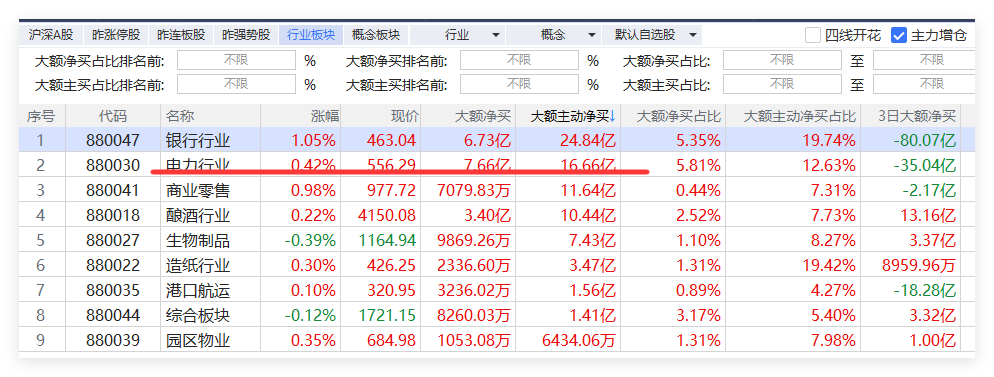 沪深A股 昨涨停股 昨连板股 昨强势股 行业板块 概念板块 行业 概念 默认自选股 四线开花 主力增仓
大额净买占比排名前: 不限 % 大额净买排名前: 不限 % 大额净买占比: 不限 至 不限
大额主买占比排名前: 不限 % 大额主买排名前: 不限 % 大额主买占比: 不限 至 不限
序号 代码 名称 涨幅 现价 大额净买 大额主动净买↓ 大额净买占比 大额主动净买占比 3日大额净买
1 880047 银行行业 1.05% 463.04 6.73亿 24.84亿 5.35% 19.74% -80.07亿
2 880030 电力行业 0.42% 556.29 7.66亿 16.66亿 5.81% 12.63% -35.04亿
3 880041 商业零售 0.98% 977.72 7079.83万 11.64亿 0.44% 7.31% -2.17亿
4 880018 酿酒行业 0.22% 4150.08 3.40亿 10.44亿 2.52% 7.73% 13.16亿
5 880027 生物制品 -0.39% 1164.94 9869.26万 7.43亿 1.10% 8.27% 3.37亿
6 880022 造纸行业 0.30% 426.25 2336.60万 3.47亿 1.31% 19.42% 8959.96万
7 880035 港口航运 0.10% 320.95 3236.02万 1.56亿 0.89% 4.27% -18.28亿
8 880044 综合板块 -0.12% 1721.15 8260.03万 1.41亿 3.17% 5.40% 3.32亿
9 880039 园区物业 0.35% 684.98 1053.08万 6434.06万 1.31% 7.98% 1.00亿